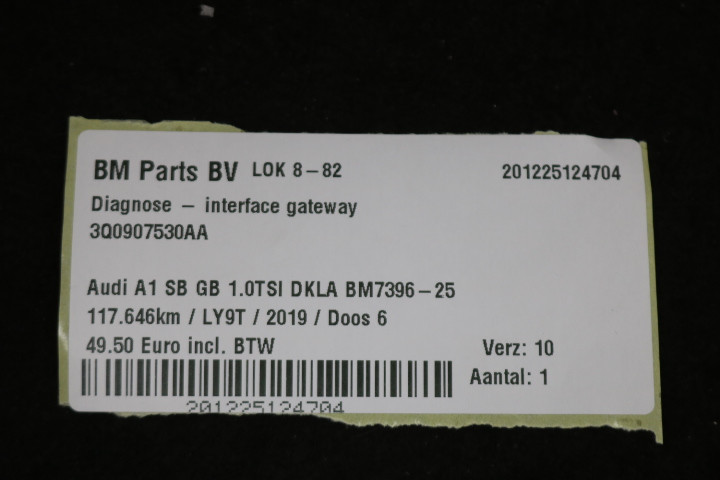 BM Parts BV LOK 8-82 201225124704
Diagnose - interface gateway
3Q0907530AA
Audi A1 SB GB 1.0TSI DKLA BM7396-25
117.646km / LY9T / 2019 / Doos 6
49.50 Euro incl. BTW Verz: 10
Aantal: 1
201225124704